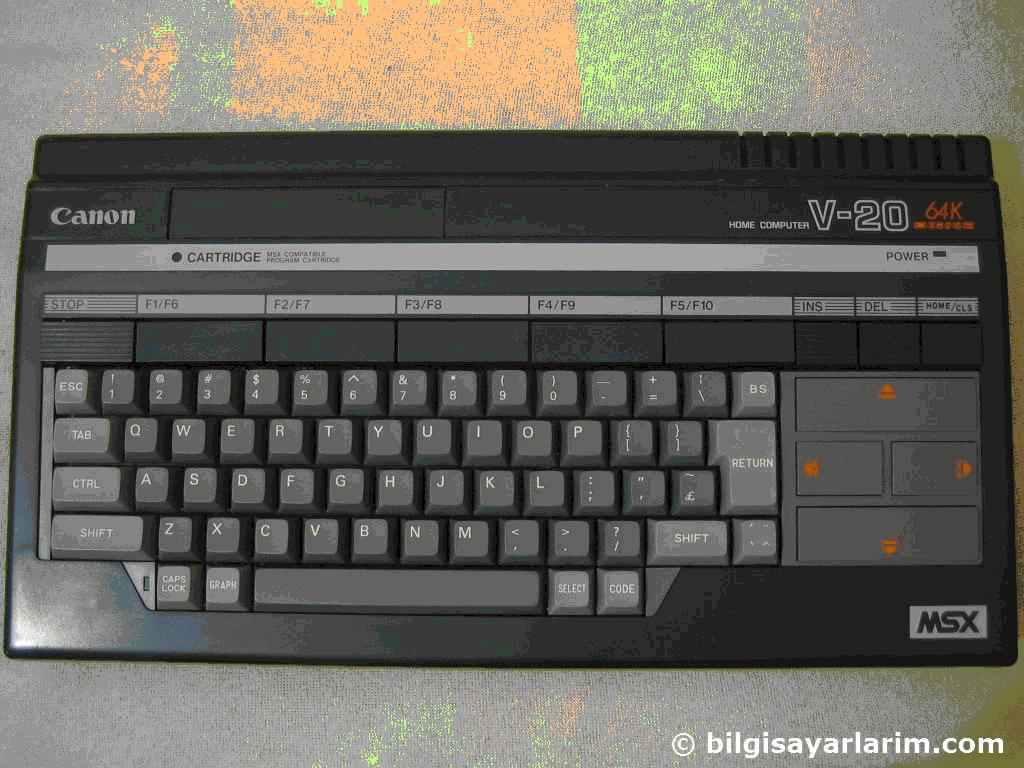 Canon
HOME COMPUTER V-20 64K
CARTRIDGE MSX COMPATIBLE PROGRAM CARTRIDGE POWER
STOP F1/F6 F2/F7 F3/F8 F4/F9 F5/F10 INS DEL HOME/CLS
ESC ! 1 @ 2 # 3 $ 4 % 5 ^ 6 & 7 * 8 ( 9 ) 0 — - + = | \ BS
TAB Q W E R T Y U I O P { [ } ] RETURN
CTRL A S D F G H J K L : ; " ' ~ £
SHIFT Z X C V B N M < , > . ? / SHIFT
CAPS LOCK GRAPH SELECT CODE
MSX
© bilgisayarlarim.com